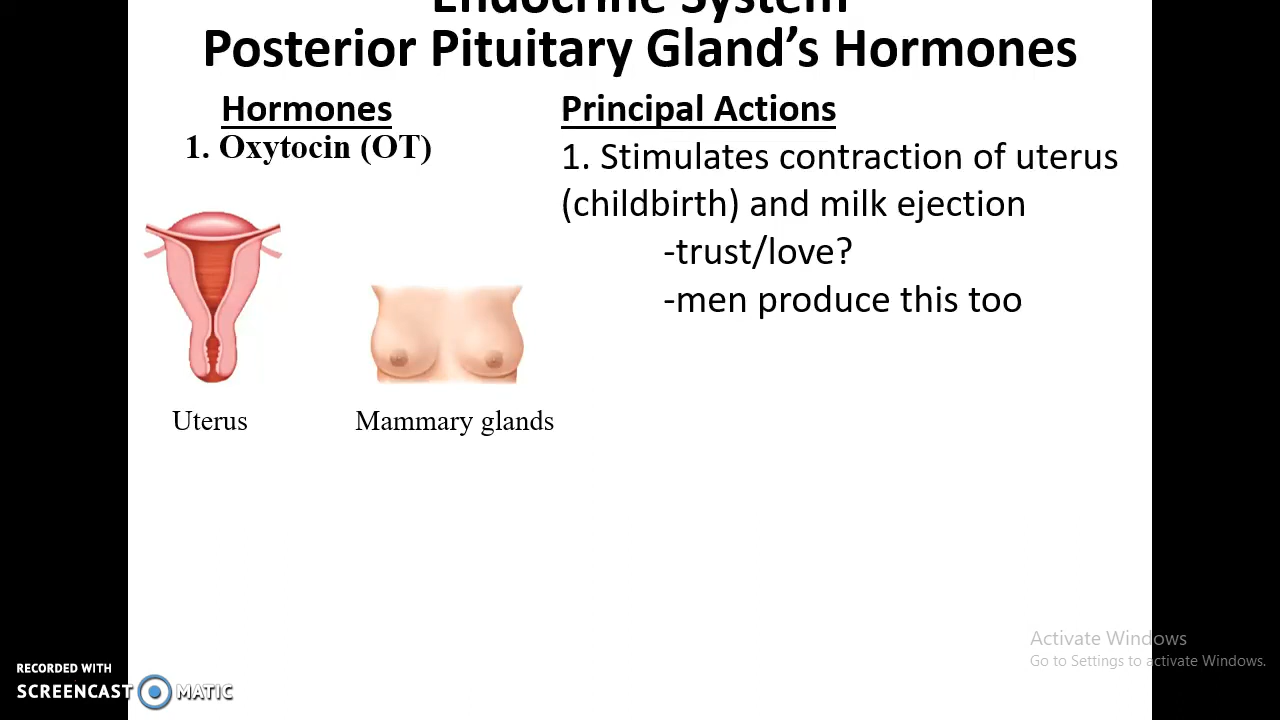 Endocrine System
Posterior Pituitary Gland's Hormones
Hormones
1. Oxytocin (OT)
Principal Actions
1. Stimulates contraction of uterus
(childbirth) and milk ejection
-trust/love?
-men produce this too
Uterus
Mammary glands
Activate Windows
Go to Settings to activate Windows.
RECORDED WITH
SCREENCAST MATIC